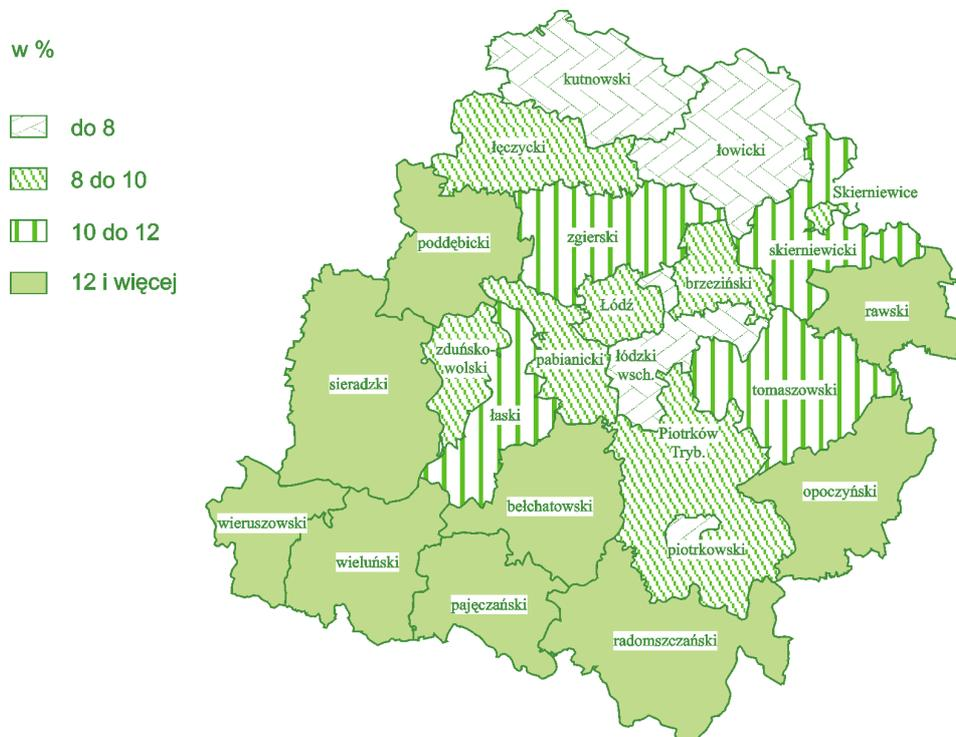 w %
do 8
8 do 10
10 do 12
12 i więcej
kutnowski
łęczycki
łowicki
Skierniewice
poddębicki
zgierski
skierniewicki
brzeziński
Łódź
rawski
zduńsko-
wolski
pabianicki
łódzki
wsch.
sieradzki
tomaszowski
łaski
Piotrków
Tryb.
opoczyński
bełchatowski
wieruszowski
piotrkowski
wieluński
pajęczański
radomszczański